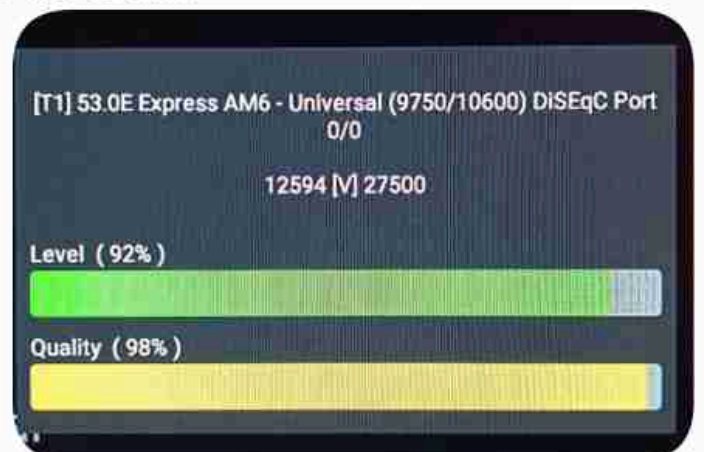 [T1] 53.0E Express AM6 - Universal (9750/10600) DiSEqC Port
0/0
12594 [V] 27500
Level ( 92% )
Quality ( 98% )